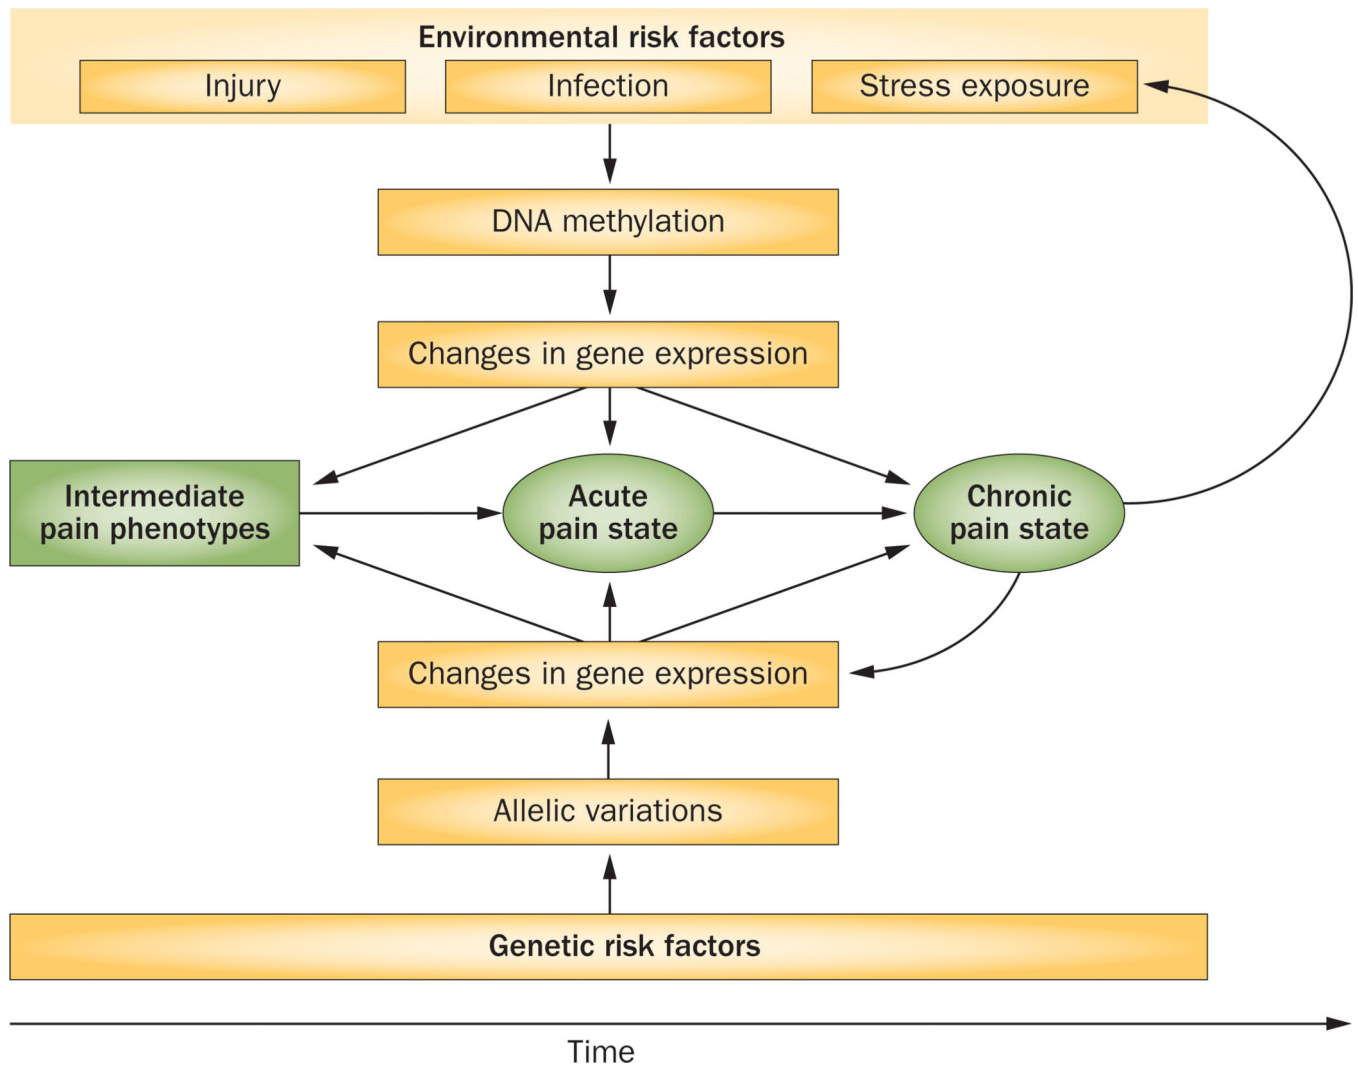 Environmental risk factors
Injury
Infection
Stress exposure
DNA methylation
Changes in gene expression
Intermediate
pain phenotypes
Acute
pain state
Chronic
pain state
Changes in gene expression
Allelic variations
Genetic risk factors
Time